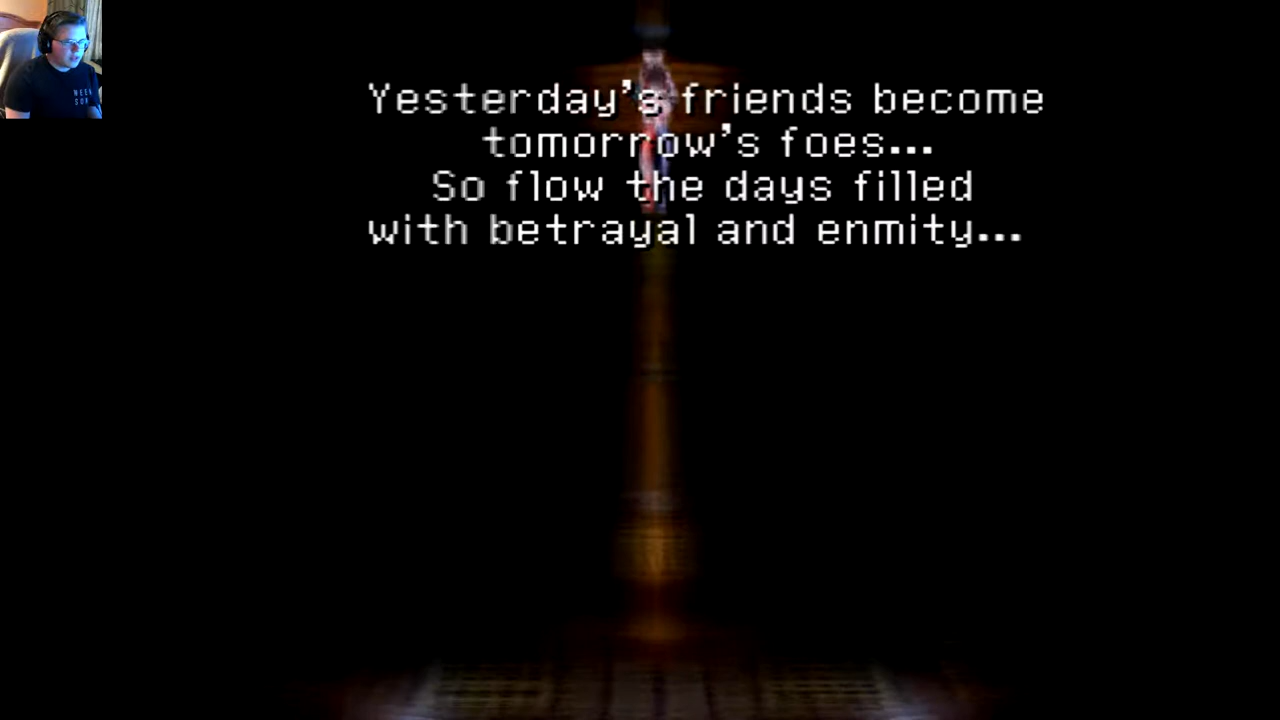 Yesterday's friends become
tomorrow's foes...
So flow the days filled
with betrayal and enmity...